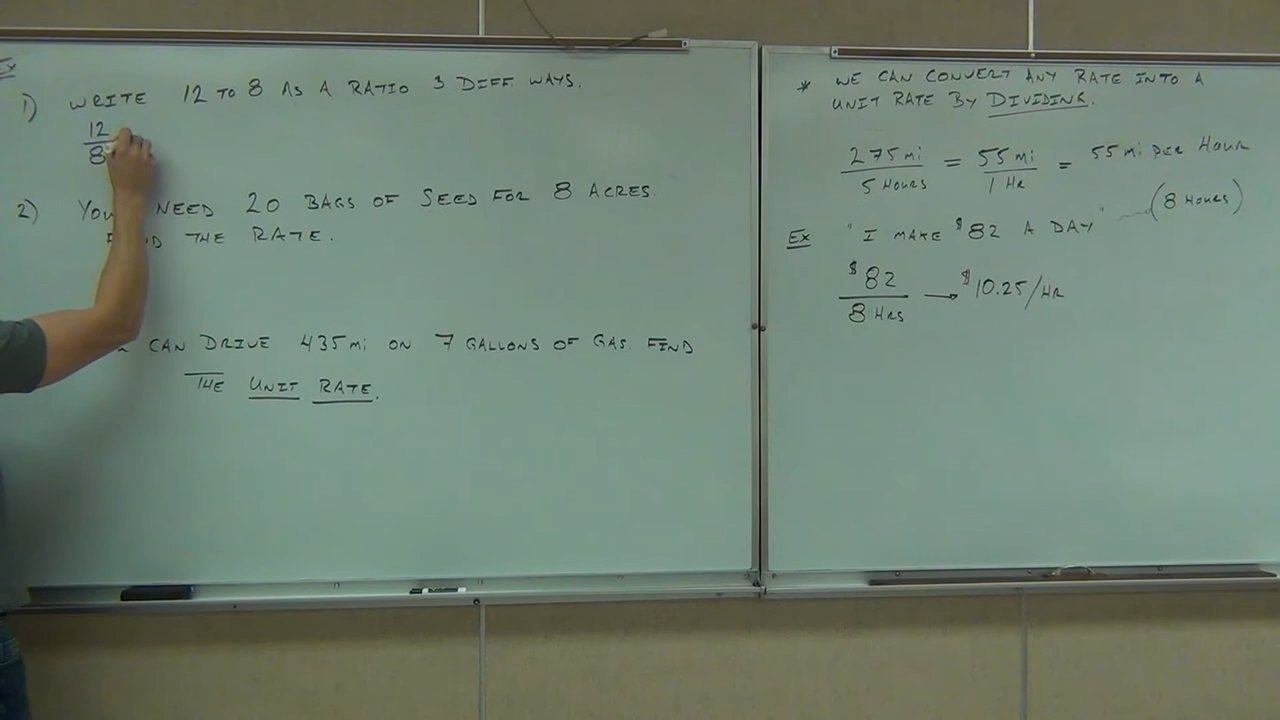 Ex
1) WRITE 12 TO 8 AS A RATIO 3 DIFF WAYS.
12
8
2) YOU NEED 20 BAGS OF SEED FOR 8 ACRES.
THE RATE.
CAN DRIVE 435 mi ON 7 GALLONS OF GAS. FIND
THE UNIT RATE.
* WE CAN CONVERT ANY RATE INTO A
UNIT RATE BY DIVIDING.
275 mi / 5 HOURS = 55 mi / 1 HR = 55 mi PER HOUR
Ex "I MAKE $82 A DAY" (8 HOURS)
$82 / 8 HRS → $10.25/HR